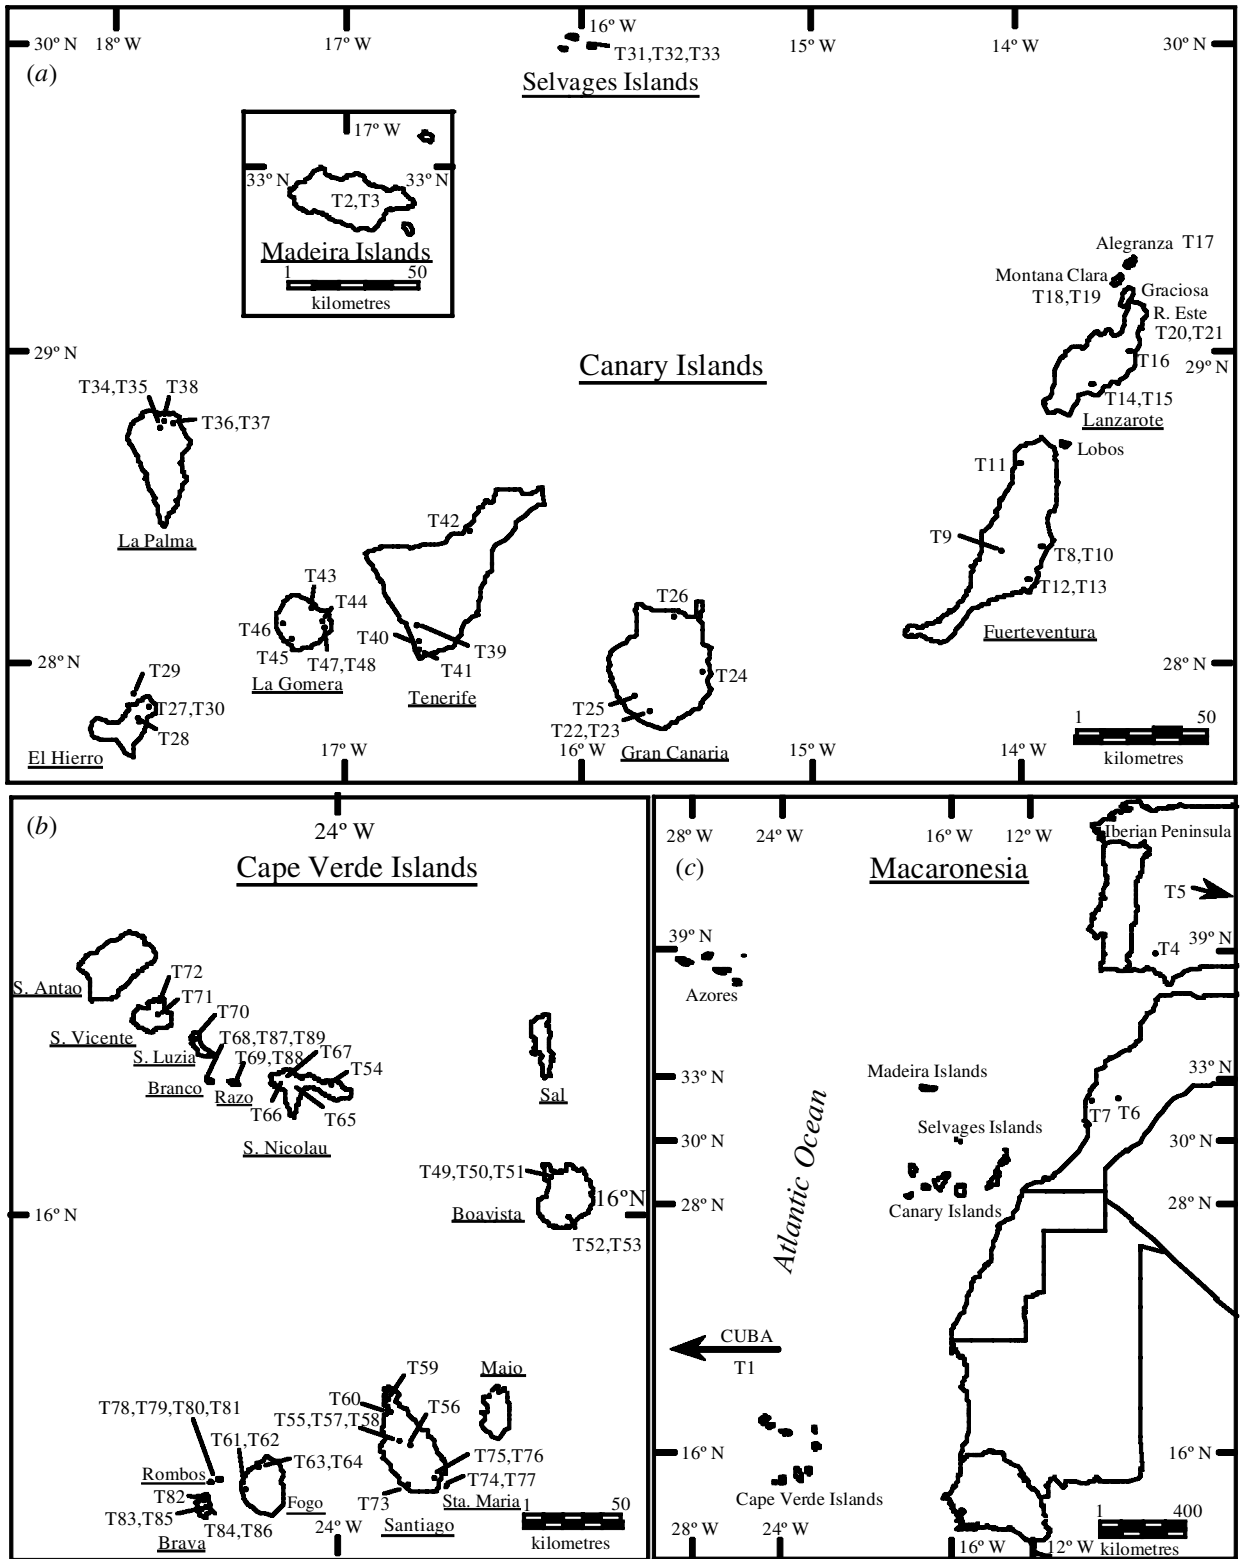 18º W
17º W
16º W
15º W
14º W
30º N
30º N
(a)
T31,T32,T33
Selvages Islands
17º W
33º N
33º N
T2,T3
Madeira Islands
1 50
kilometres
Alegranza T17
Montana Clara
T18,T19
Graciosa
R. Este
T20,T21
29º N
Canary Islands
T16
29º N
T34,T35
T38
T36,T37
T14,T15
Lanzarote
Lobos
T11
La Palma
T42
T9
T8,T10
T12,T13
T43
T44
T26
T46
T40
T39
Fuerteventura
T45
T47,T48
T41
28º N
28º N
T29
La Gomera
Tenerife
T24
T27,T30
T25
1 50
T28
T22,T23
El Hierro
17º W
16º W
Gran Canaria
15º W
14º W
kilometres
(b)
24º W
Cape Verde Islands
T72
S. Antao
T71
T70
S. Vicente
T68,T87,T89
S. Luzia
T69,T88
T67
T54
Branco
Razo
T66
T65
Sal
S. Nicolau
T49,T50,T51
16ºN
Boavista
16º N
T52,T53
T59
Maio
T60
T78,T79,T80,T81
T55,T57,T58
T56
T61,T62
T63,T64
T75,T76
Rombos
T74,T77
T82
Fogo
T73
Sta. Maria
1 50
T83,T85
T84,T86
24º W
Santiago
Brava
kilometres
28º W
24º W
16º W
12º W
Iberian Peninsula
(c)
Macaronesia
T5
39º N
39º N
T4
Azores
Madeira Islands
33º N
33º N
T7
T6
Selvages Islands
30º N
30º N
Canary Islands
28º N
28º N
Atlantic Ocean
CUBA
T1
16º N
16º N
Cape Verde Islands
1 400
28º W
24º W
16º W
12º W
kilometres